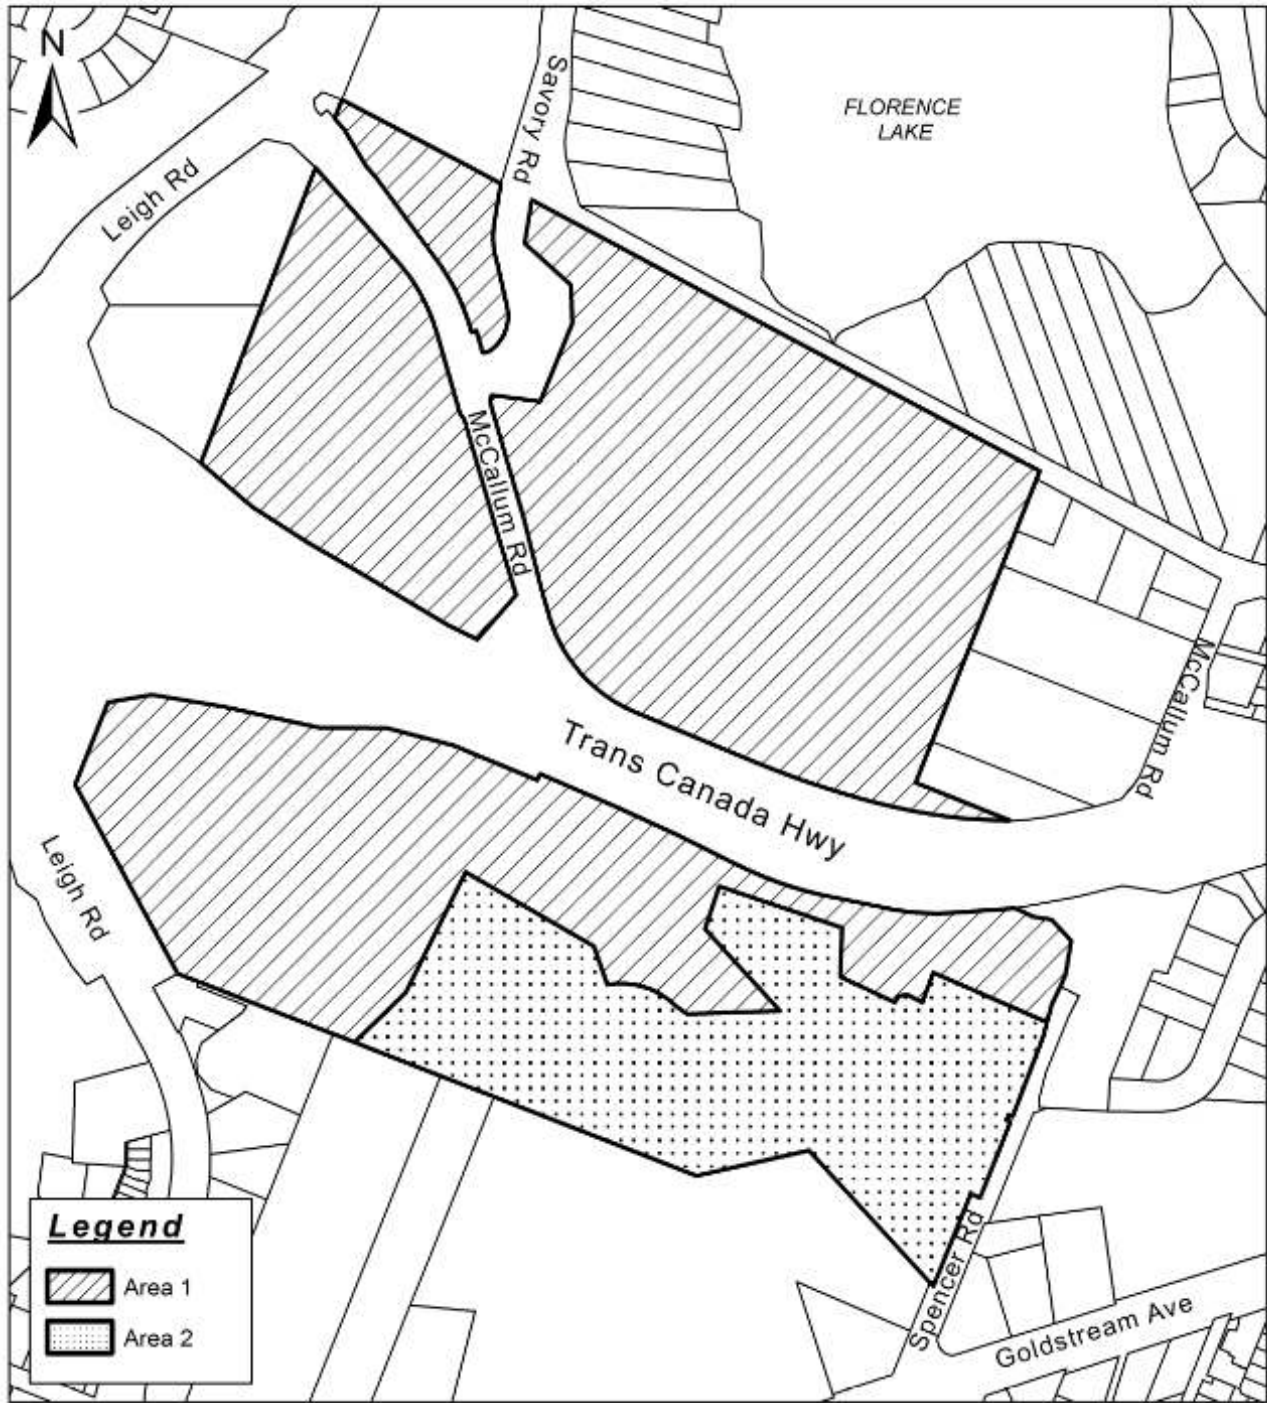 N
Savory Rd
FLORENCE
LAKE
Leigh Rd
McCallum Rd
McCallum Rd
Trans Canada Hwy
Leigh Rd
Legend
Area 1
Area 2
Spencer Rd
Goldstream Ave